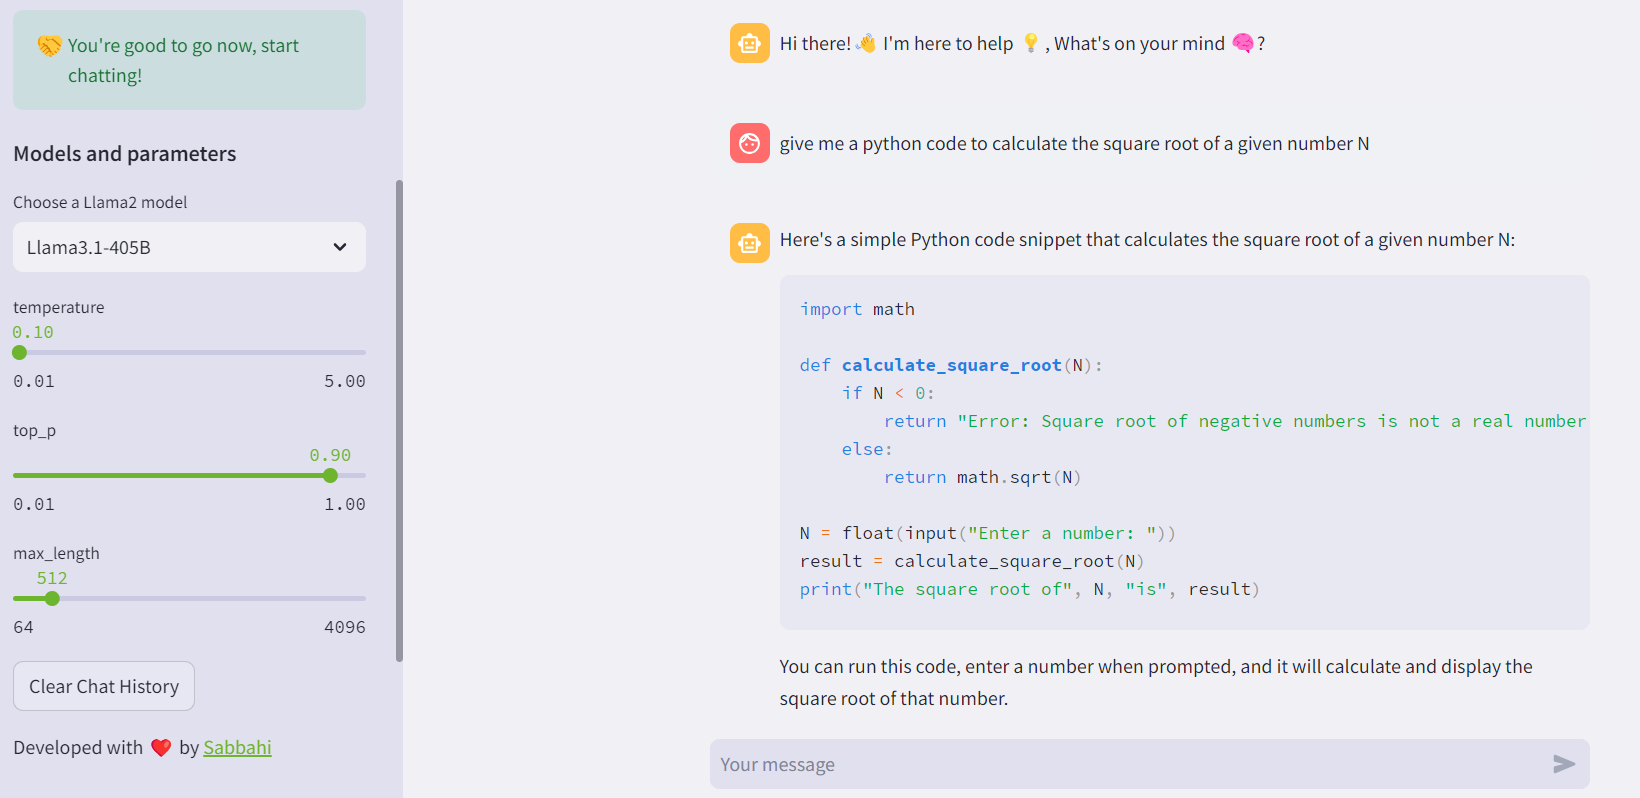 🤝 You're good to go now, start
chatting!
Models and parameters
Choose a Llama2 model
Llama3.1-405B
temperature
0.10
0.01 5.00
top_p
0.90
0.01 1.00
max_length
512
64 4096
Clear Chat History
Developed with ❤️ by Sabbahi
Hi there! 👋 I'm here to help 💡 , What's on your mind 🧠 ?
give me a python code to calculate the square root of a given number N
Here's a simple Python code snippet that calculates the square root of a given number N:
import math
def calculate_square_root(N):
    if N < 0:
        return "Error: Square root of negative numbers is not a real number
    else:
        return math.sqrt(N)
N = float(input("Enter a number: "))
result = calculate_square_root(N)
print("The square root of", N, "is", result)
You can run this code, enter a number when prompted, and it will calculate and display the
square root of that number.
Your message